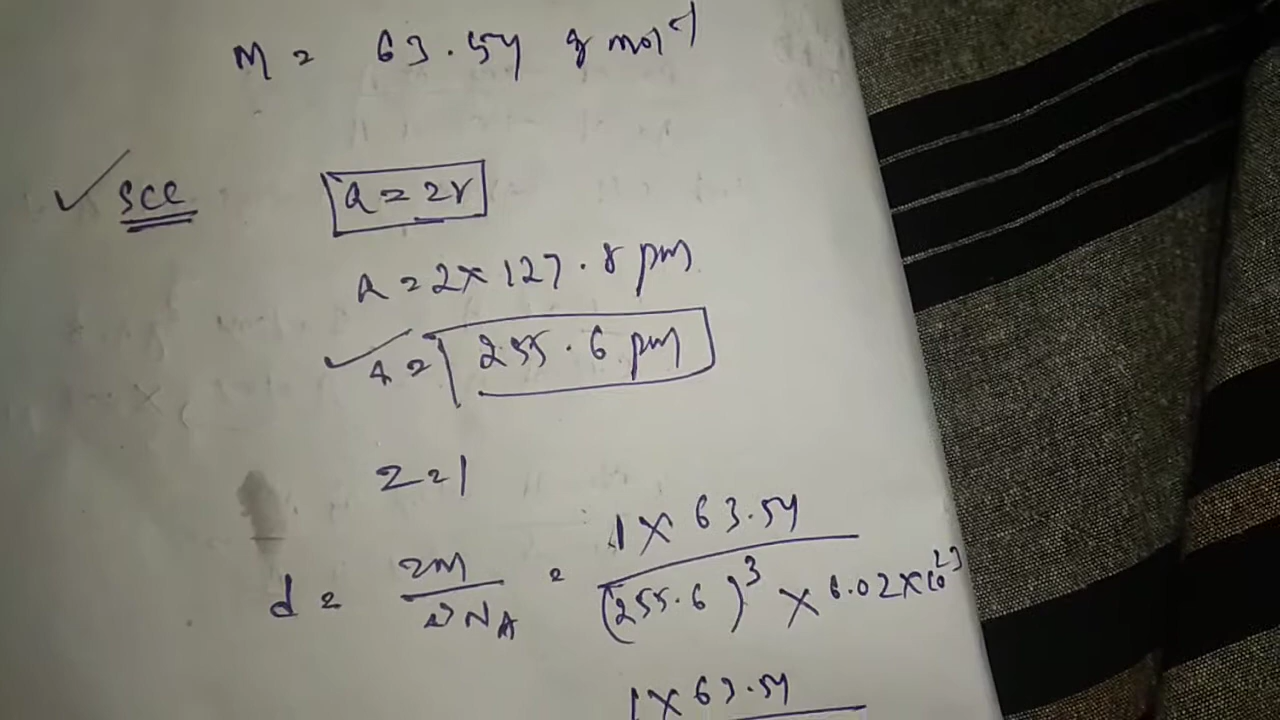 M = 63.54 g mol⁻¹
✓ SCC a = 2r
a = 2 × 127.8 pm
✓ a = 255.6 pm
Z = 1
d = ZM / VN_A = 1 × 63.54 / (255.6)³ × 6.02 × 10²³
1 × 63.54